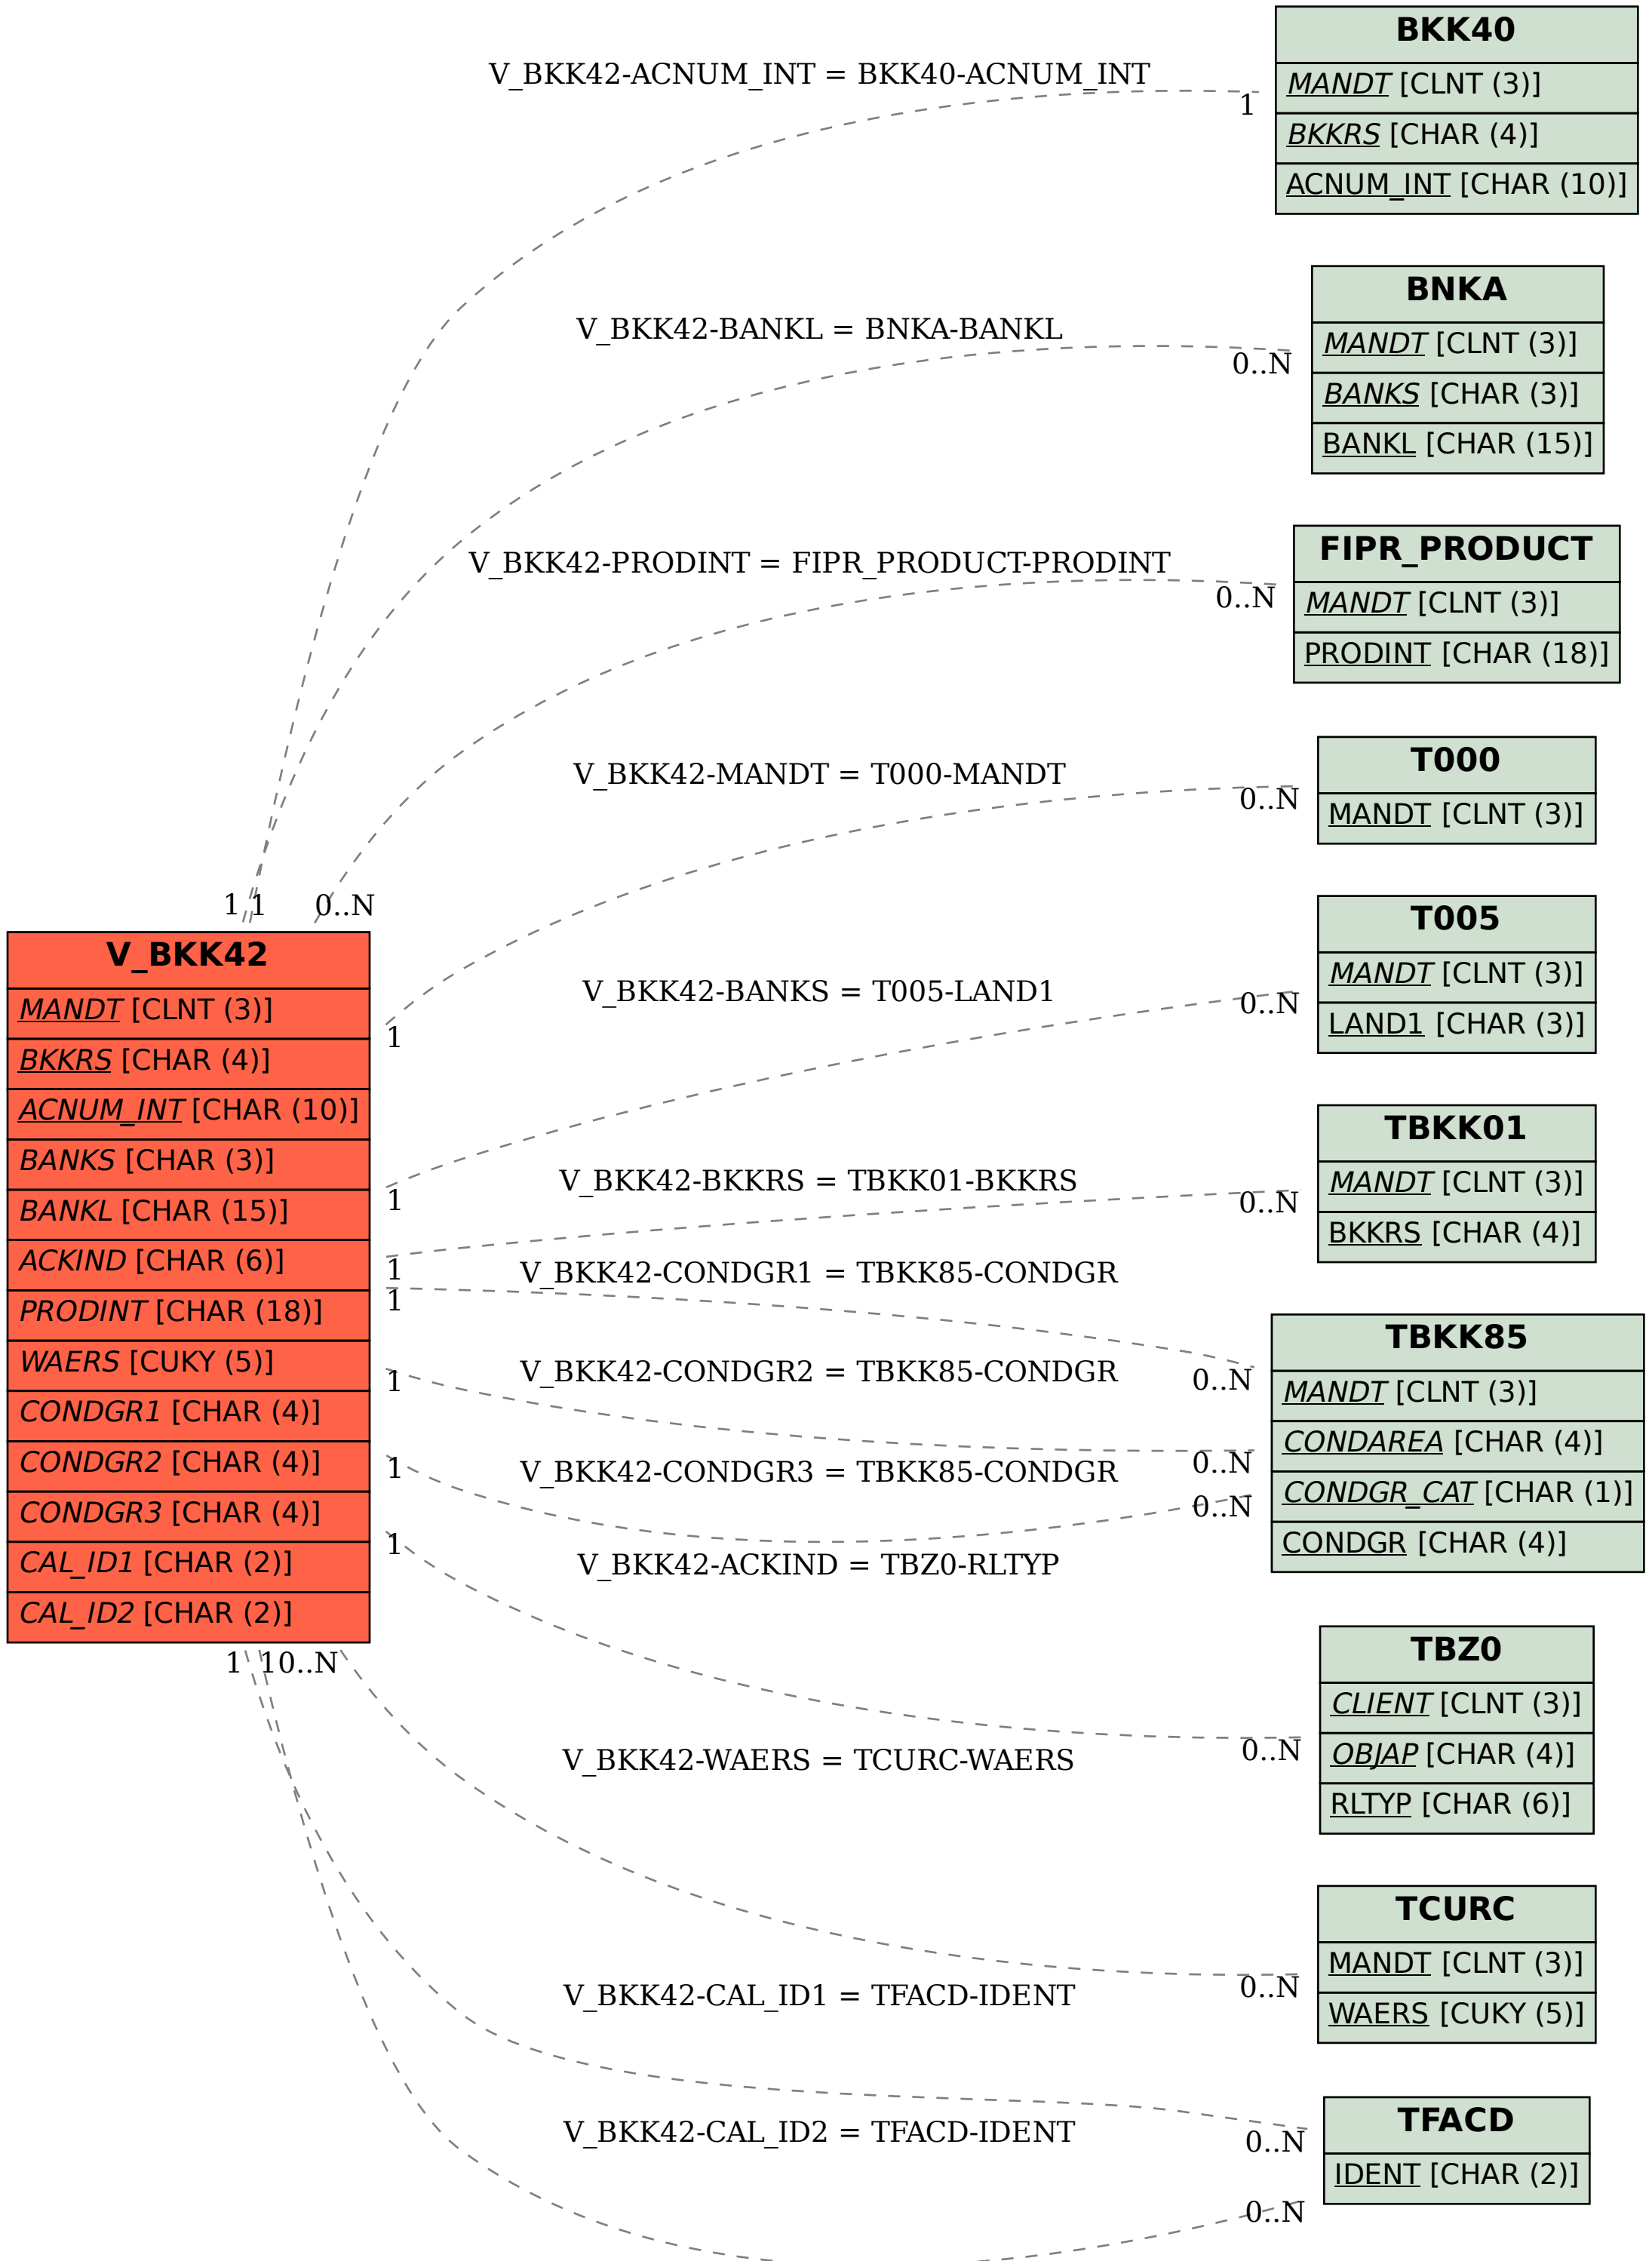 BKK40
MANDT [CLNT (3)]
BKKRS [CHAR (4)]
ACNUM_INT [CHAR (10)]
V_BKK42-ACNUM_INT = BKK40-ACNUM_INT
1
BNKA
MANDT [CLNT (3)]
BANKS [CHAR (3)]
BANKL [CHAR (15)]
V_BKK42-BANKL = BNKA-BANKL
0..N
FIPR_PRODUCT
MANDT [CLNT (3)]
PRODINT [CHAR (18)]
V_BKK42-PRODINT = FIPR_PRODUCT-PRODINT
0..N
T000
MANDT [CLNT (3)]
V_BKK42-MANDT = T000-MANDT
0..N
1
1
0..N
V_BKK42
MANDT [CLNT (3)]
BKKRS [CHAR (4)]
ACNUM_INT [CHAR (10)]
BANKS [CHAR (3)]
BANKL [CHAR (15)]
ACKIND [CHAR (6)]
PRODINT [CHAR (18)]
WAERS [CUKY (5)]
CONDGR1 [CHAR (4)]
CONDGR2 [CHAR (4)]
CONDGR3 [CHAR (4)]
CAL_ID1 [CHAR (2)]
CAL_ID2 [CHAR (2)]
1
1
1
1
1
1
1
1
1
0..N
T005
MANDT [CLNT (3)]
LAND1 [CHAR (3)]
V_BKK42-BANKS = T005-LAND1
0..N
TBKK01
MANDT [CLNT (3)]
BKKRS [CHAR (4)]
V_BKK42-BKKRS = TBKK01-BKKRS
0..N
V_BKK42-CONDGR1 = TBKK85-CONDGR
0..N
V_BKK42-CONDGR2 = TBKK85-CONDGR
0..N
V_BKK42-CONDGR3 = TBKK85-CONDGR
0..N
TBKK85
MANDT [CLNT (3)]
CONDAREA [CHAR (4)]
CONDGR_CAT [CHAR (1)]
CONDGR [CHAR (4)]
V_BKK42-ACKIND = TBZ0-RLTYP
0..N
TBZ0
CLIENT [CLNT (3)]
OBJAP [CHAR (4)]
RLTYP [CHAR (6)]
V_BKK42-WAERS = TCURC-WAERS
0..N
TCURC
MANDT [CLNT (3)]
WAERS [CUKY (5)]
V_BKK42-CAL_ID1 = TFACD-IDENT
0..N
V_BKK42-CAL_ID2 = TFACD-IDENT
0..N
TFACD
IDENT [CHAR (2)]